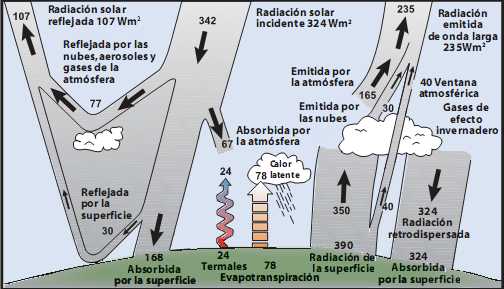 107
Radiación solar
reflejada 107 Wm²
342
Radiación solar
incidente 324 Wm²
235
Radiación
emitida
de onda larga
235Wm²
Reflejada por las
nubes, aerosoles y
gases de la
atmósfera
77
Emitida por
la atmósfera
165
40 Ventana
atmosférica
Emitida por
las nubes
30
Gases de
efecto
invernadero
67
Absorbida por
la atmósfera
24
Calor
latente
78
Reflejada
por la
superficie
30
350
40
324
Radiación
retrodispersada
168
Absorbida
por la superficie
24
Termales
78
Evapotranspiración
390
Radiación de
la superficie
324
Absorbida
por la superficie